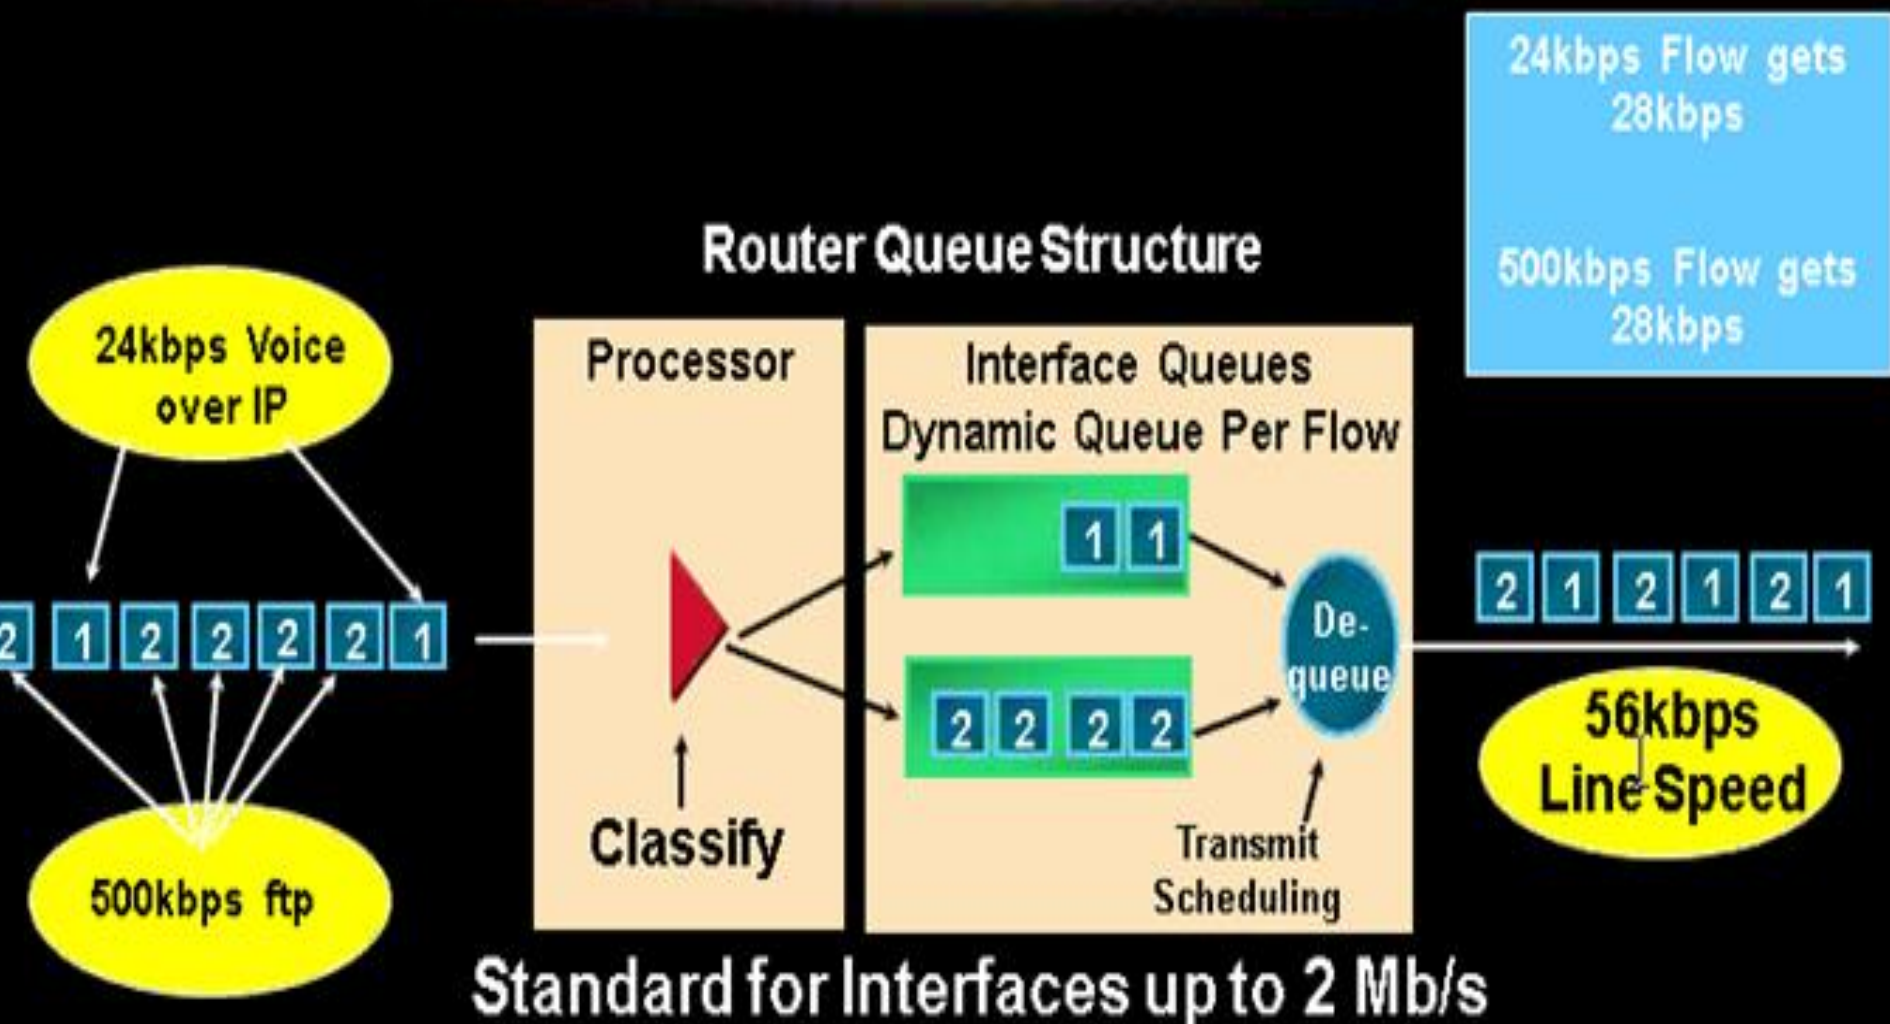 24kbps Flow gets
28kbps
500kbps Flow gets
28kbps
Router Queue Structure
24kbps Voice
over IP
Processor
Interface Queues
Dynamic Queue Per Flow
1 1
2 1 2 2 2 2 1
De-
queue
2 1 2 1 2 1
2 2 2 2
56kbps
Line Speed
Classify
Transmit
Scheduling
500kbps ftp
Standard for Interfaces up to 2 Mb/s